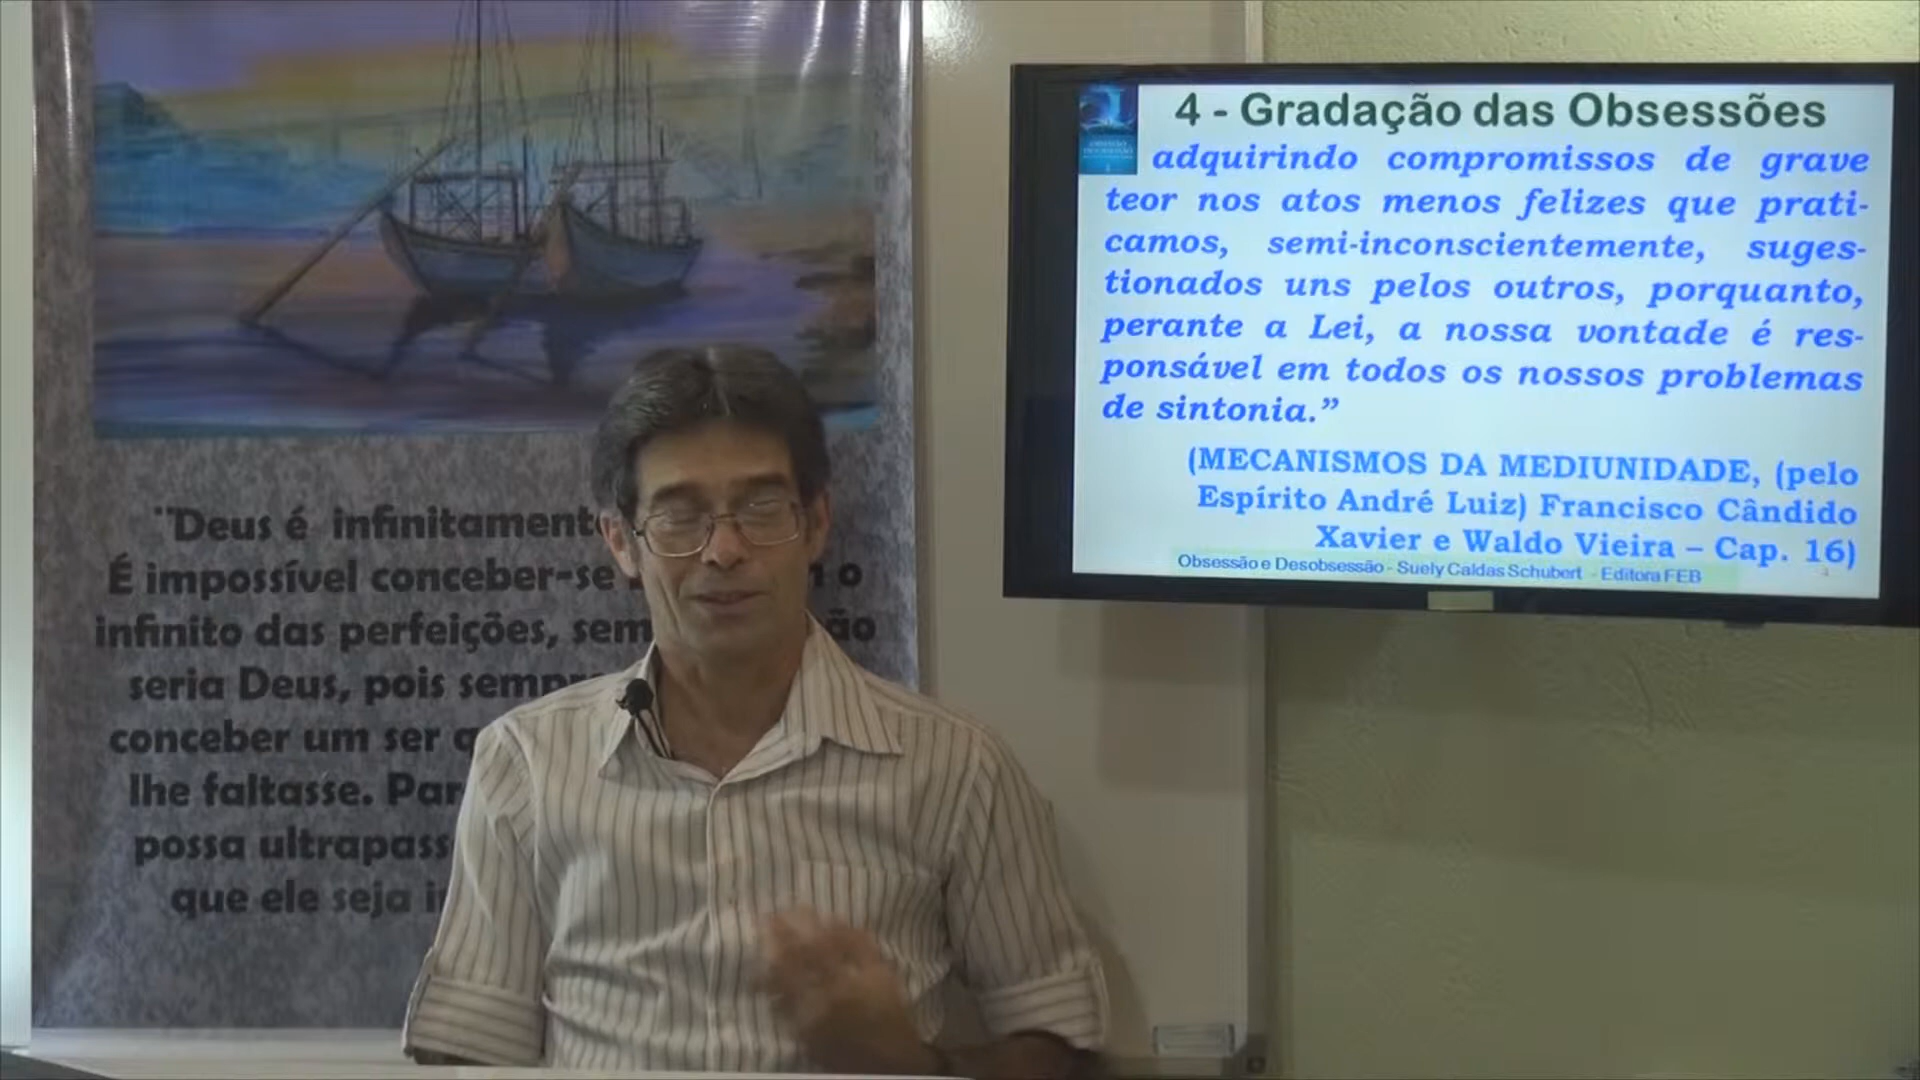 4 - Gradação das Obsessões
adquirindo compromissos de grave
teor nos atos menos felizes que prati-
camos, semi-inconscientemente, suges-
tionados uns pelos outros, porquanto,
perante a Lei, a nossa vontade é res-
ponsável em todos os nossos problemas
de sintonia.”
(MECANISMOS DA MEDIUNIDADE, (pelo
Espírito André Luiz) Francisco Cândido
Xavier e Waldo Vieira – Cap. 16)
Obsessão e Desobsessão - Suely Caldas Schubert - Editora FEB
"Deus é infinitament
É impossível conceber-se o
infinito das perfeições, sem ão
seria Deus, pois sempr
conceber um ser q
lhe faltasse. Par
possa ultrapass
que ele seja i